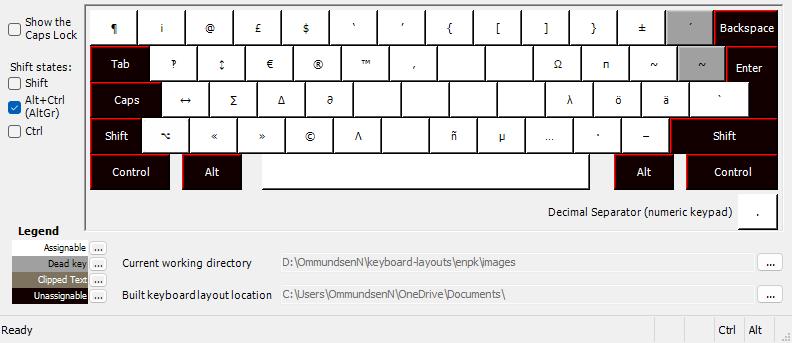 Show the
Caps Lock
Shift states:
Shift
Alt+Ctrl
(AltGr)
Ctrl
¶ ¡ @ £ $ ‵ ′ { [ ] } ± ´ Backspace
Tab ‽ ↕ € ® ™ , Ω π ~ ~ Enter
Caps ↔ ∑ Δ ∂ λ ö ä `
Shift ⌥ « » © Λ ñ µ … · – Shift
Control Alt Alt Control
Decimal Separator (numeric keypad) .
Legend
Assignable ...
Dead key ...
Clipped Text ...
Unassignable ...
Current working directory D:\OmmundsenN\keyboard-layouts\enpk\images ...
Built keyboard layout location C:\Users\OmmundsenN\OneDrive\Documents\ ...
Ready Ctrl Alt